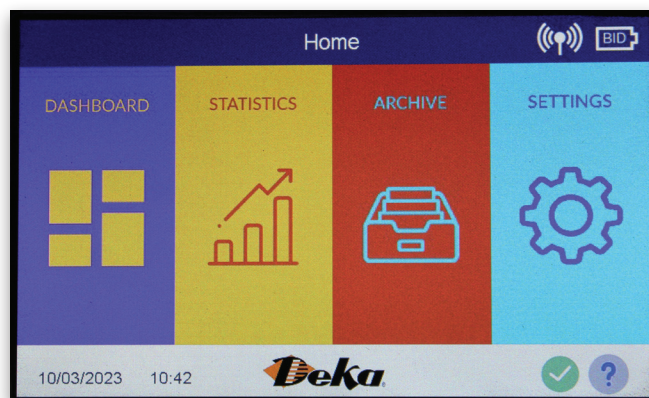 Home
BID
DASHBOARD
STATISTICS
ARCHIVE
SETTINGS
10/03/2023
10:42
Deka
?